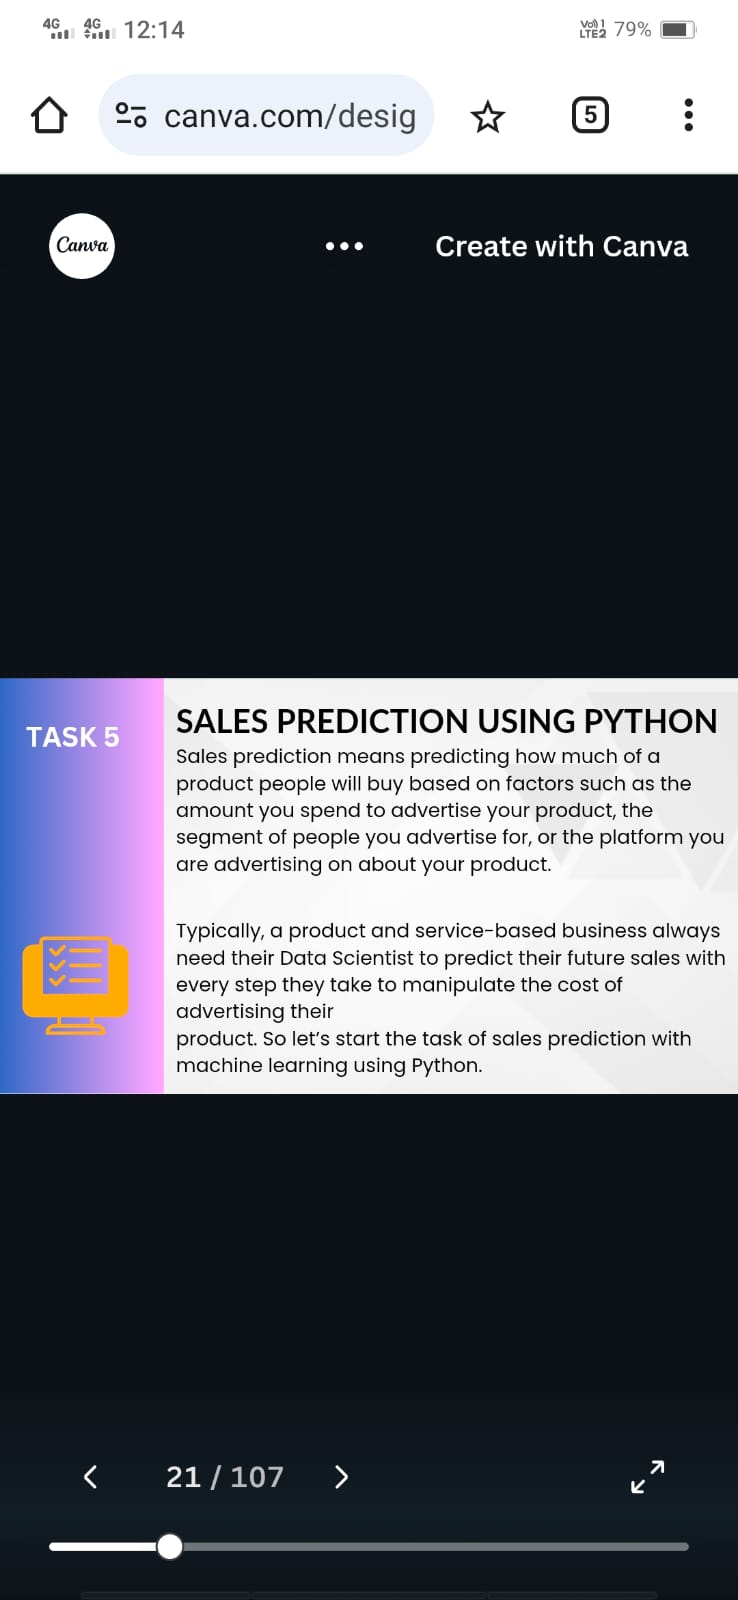 4G 4G 12:14 Vo) 1 LTE2 79%
canva.com/desig 5
Canva ••• Create with Canva
TASK 5
SALES PREDICTION USING PYTHON
Sales prediction means predicting how much of a
product people will buy based on factors such as the
amount you spend to advertise your product, the
segment of people you advertise for, or the platform you
are advertising on about your product.
Typically, a product and service-based business always
need their Data Scientist to predict their future sales with
every step they take to manipulate the cost of
advertising their
product. So let’s start the task of sales prediction with
machine learning using Python.
21 / 107